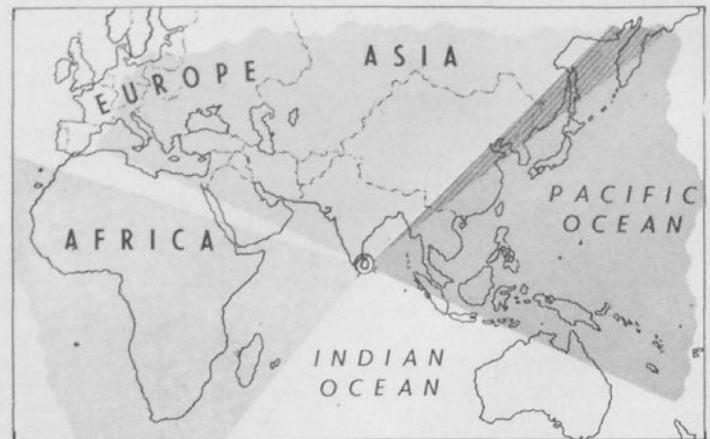 EUROPE
ASIA
PACIFIC
OCEAN
AFRICA
INDIAN
OCEAN